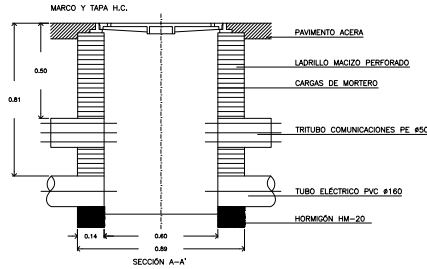 MARCO Y TAPA H.C.
PAVIMENTO ACERA
0.50
LADRILLO MACIZO PERFORADO
CARGAS DE MORTERO
0.81
TRITUBO COMUNICACIONES PE ø50
TUBO ELÉCTRICO PVC ø160
HORMIGÓN HM-20
0.14
0.60
0.89
SECCIÓN A-A'